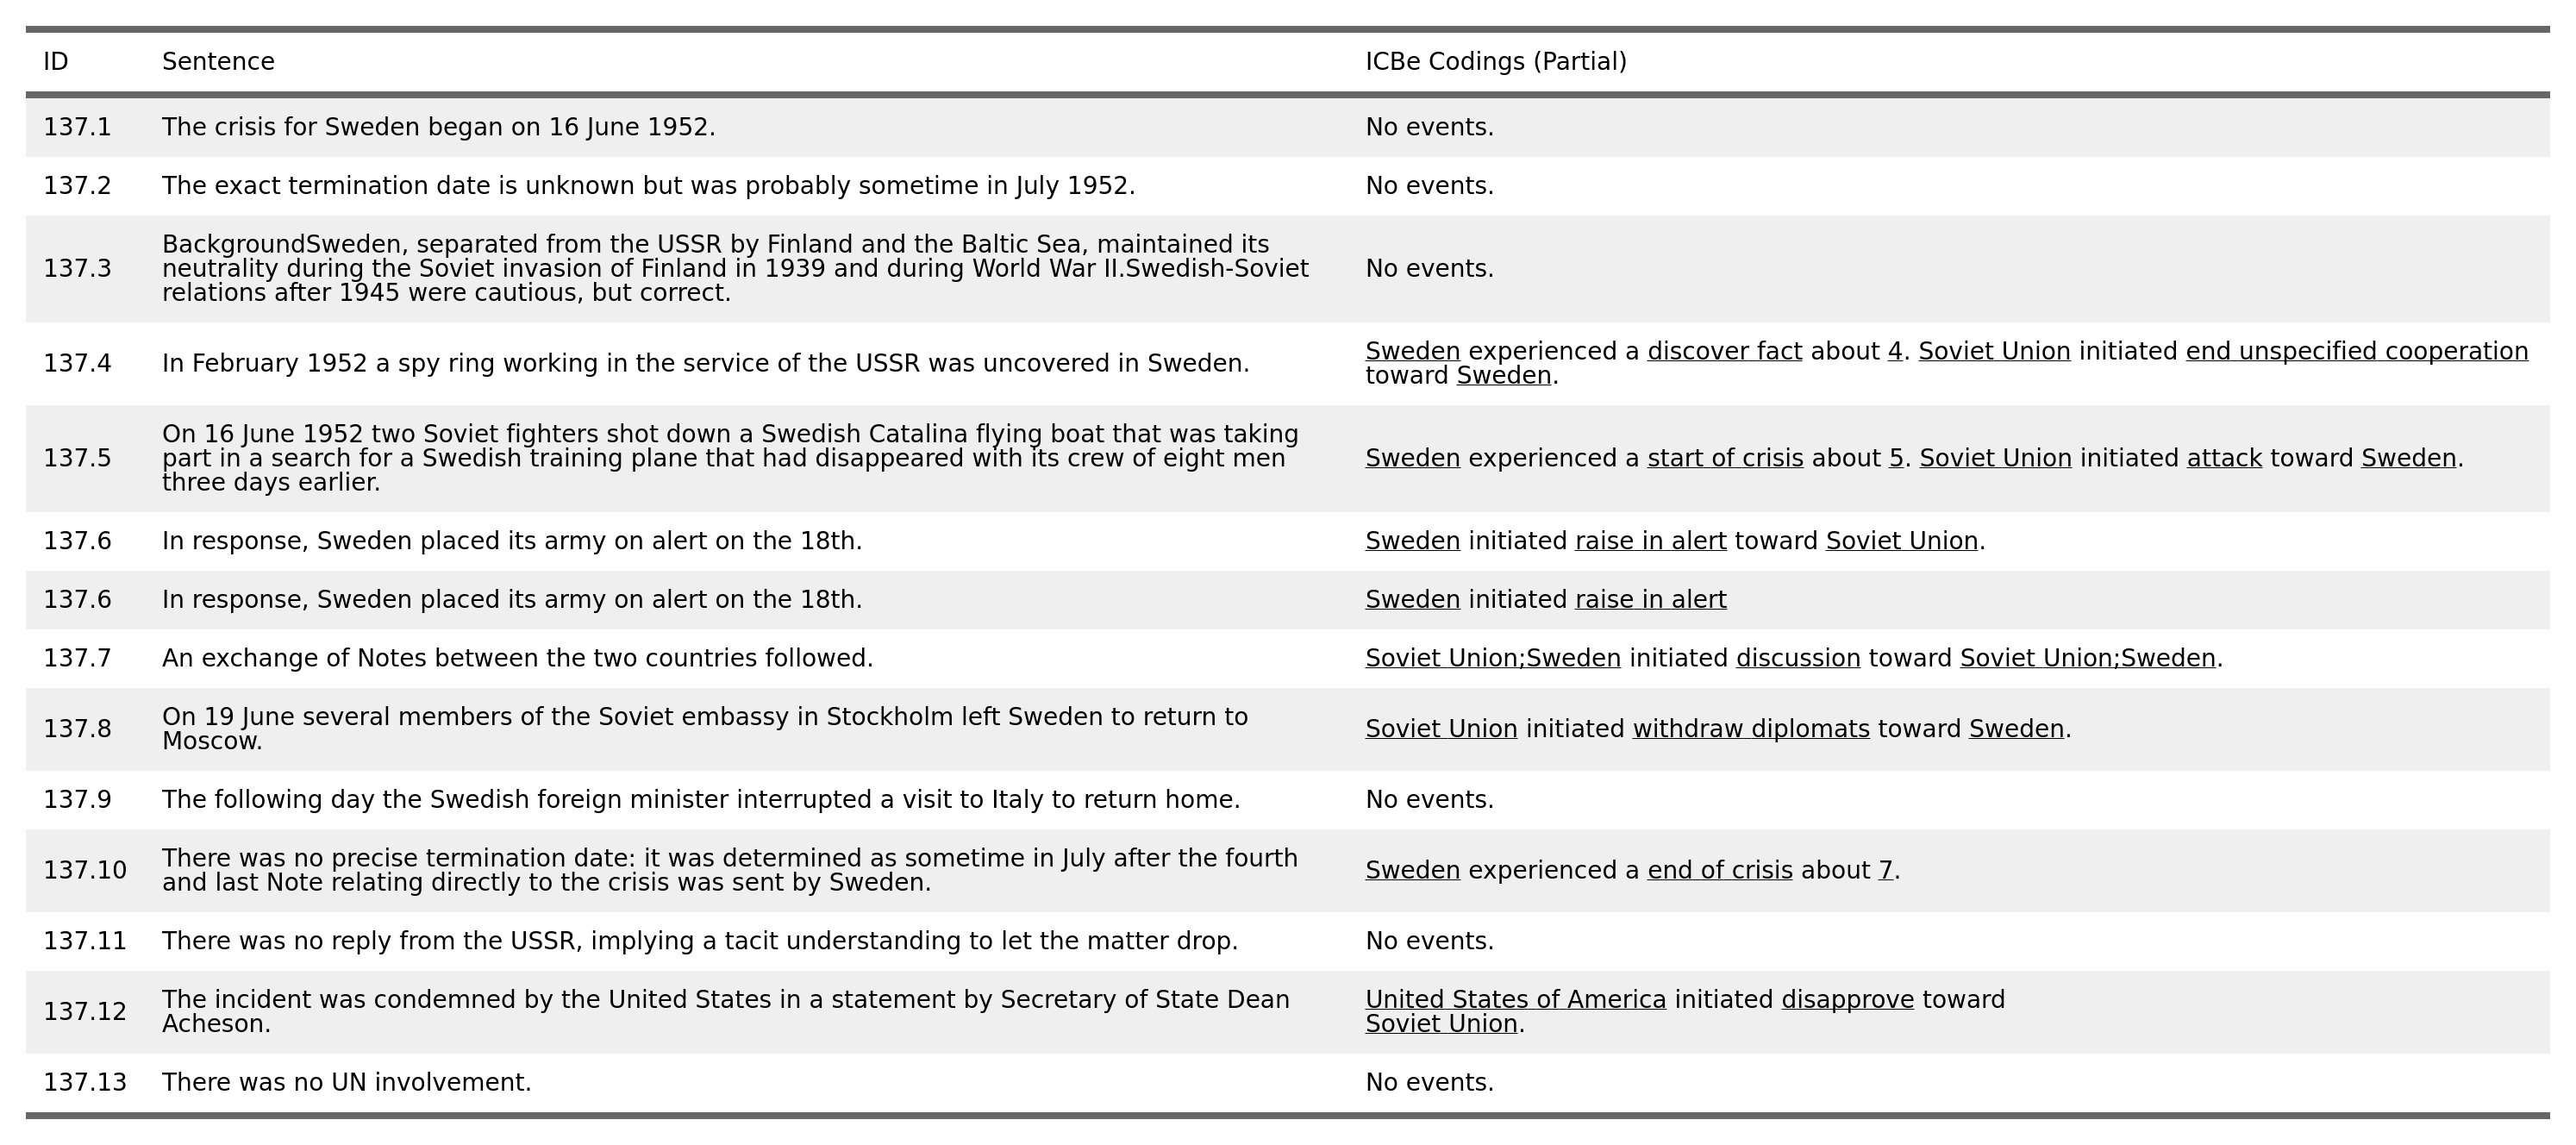 ID Sentence ICBe Codings (Partial)
137.1 The crisis for Sweden began on 16 June 1952. No events.
137.2 The exact termination date is unknown but was probably sometime in July 1952. No events.
BackgroundSweden, separated from the USSR by Finland and the Baltic Sea, maintained its
137.3 neutrality during the Soviet invasion of Finland in 1939 and during World War II.Swedish-Soviet No events.
relations after 1945 were cautious, but correct.
137.4 In February 1952 a spy ring working in the service of the USSR was uncovered in Sweden. Sweden experienced a discover fact about 4. Soviet Union initiated end unspecified cooperation
toward Sweden.
On 16 June 1952 two Soviet fighters shot down a Swedish Catalina flying boat that was taking
137.5 part in a search for a Swedish training plane that had disappeared with its crew of eight men Sweden experienced a start of crisis about 5. Soviet Union initiated attack toward Sweden.
three days earlier.
137.6 In response, Sweden placed its army on alert on the 18th. Sweden initiated raise in alert toward Soviet Union.
137.6 In response, Sweden placed its army on alert on the 18th. Sweden initiated raise in alert
137.7 An exchange of Notes between the two countries followed. Soviet Union;Sweden initiated discussion toward Soviet Union;Sweden.
137.8 On 19 June several members of the Soviet embassy in Stockholm left Sweden to return to
Moscow. Soviet Union initiated withdraw diplomats toward Sweden.
137.9 The following day the Swedish foreign minister interrupted a visit to Italy to return home. No events.
137.10 There was no precise termination date: it was determined as sometime in July after the fourth
and last Note relating directly to the crisis was sent by Sweden. Sweden experienced a end of crisis about 7.
137.11 There was no reply from the USSR, implying a tacit understanding to let the matter drop. No events.
137.12 The incident was condemned by the United States in a statement by Secretary of State Dean United States of America initiated disapprove toward
Acheson. Soviet Union.
137.13 There was no UN involvement. No events.